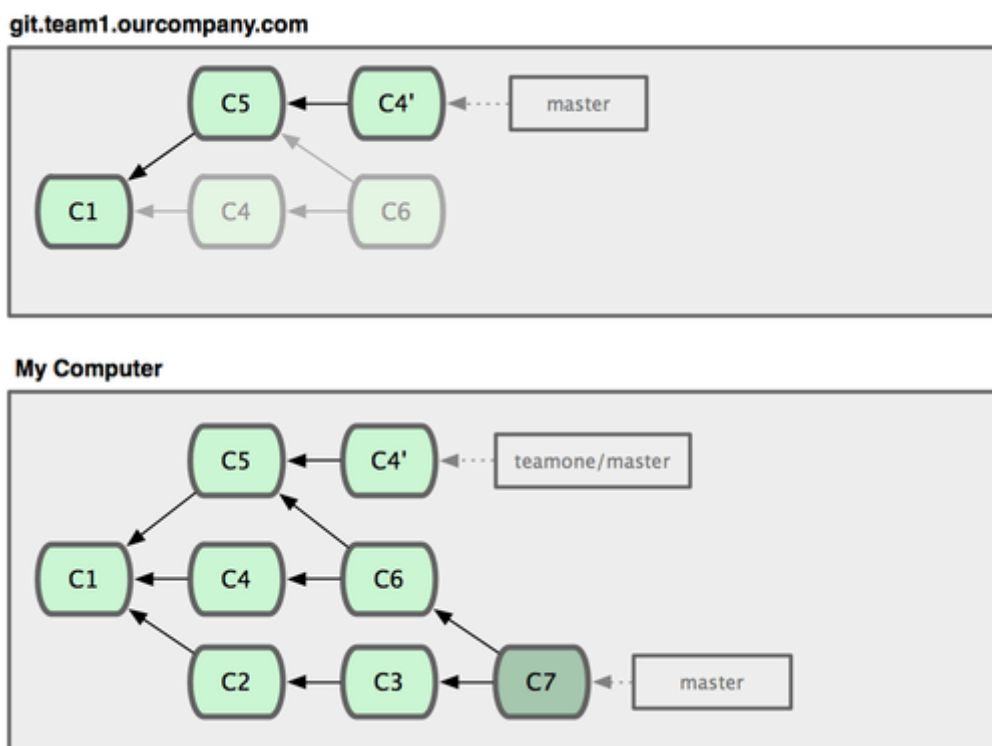 git.team1.ourcompany.com
C5 C4' master
C1 C4 C6
My Computer
C5 C4' teamone/master
C1 C4 C6
C2 C3 C7 master